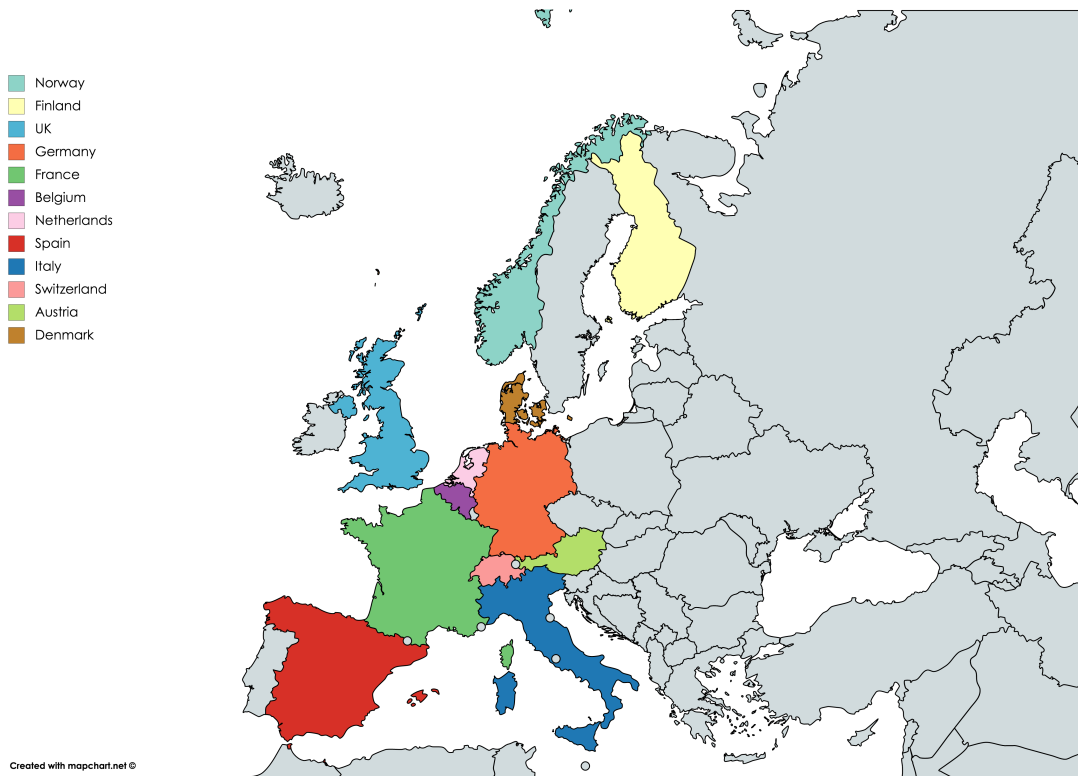 Norway
Finland
UK
Germany
France
Belgium
Netherlands
Spain
Italy
Switzerland
Austria
Denmark
Created with mapchart.net ©